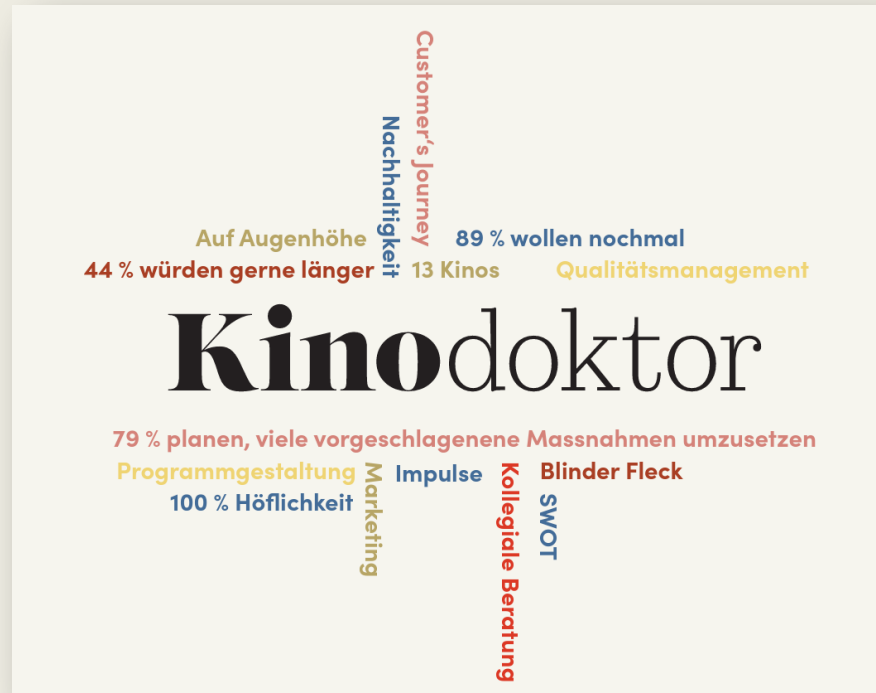 Customer‘s Journey
Nachhaltigkeit
Auf Augenhöhe
89 % wollen nochmal
44 % würden gerne länger
13 Kinos
Qualitätsmanagement
Kinodoktor
79 % planen, viele vorgeschlagenene Massnahmen umzusetzen
Programmgestaltung
Marketing
Impulse
Kollegiale Beratung
Blinder Fleck
100 % Höflichkeit
SWOT